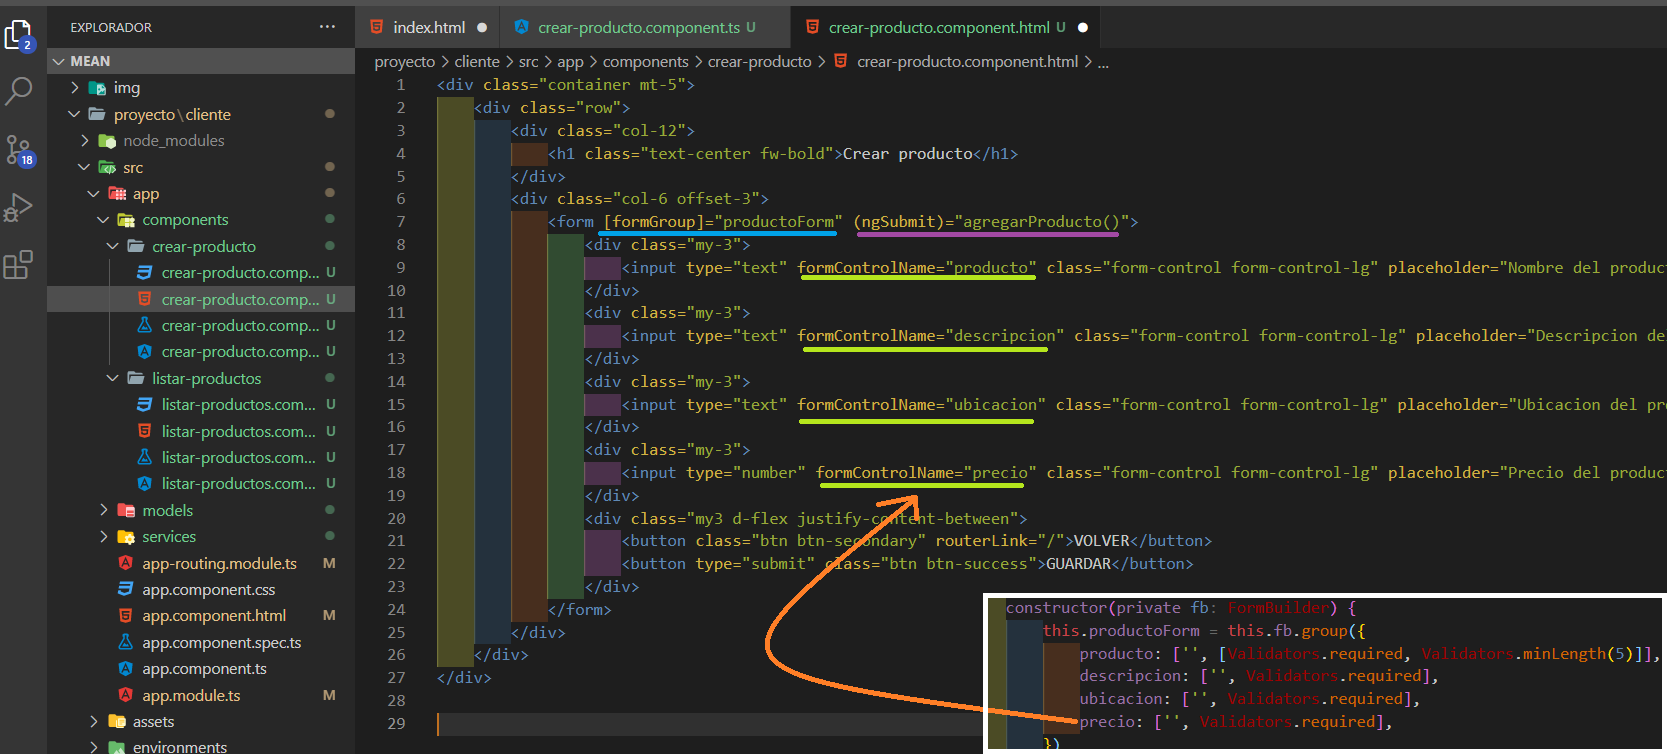 EXPLORADOR
MEAN
img
proyecto\cliente
node_modules
src
app
components
crear-producto
crear-producto.comp... U
crear-producto.comp... U
crear-producto.comp... U
crear-producto.comp... U
listar-productos
listar-productos.com... U
listar-productos.com... U
listar-productos.com... U
listar-productos.com... U
models
services
app-routing.module.ts M
app.component.css
app.component.html M
app.component.spec.ts
app.component.ts
app.module.ts M
assets
environments
2
18
index.html
crear-producto.component.ts U
crear-producto.component.html U
proyecto > cliente > src > app > components > crear-producto > crear-producto.component.html > ...
1 <div class="container mt-5">
2 <div class="row">
3 <div class="col-12">
4 <h1 class="text-center fw-bold">Crear producto</h1>
5 </div>
6 <div class="col-6 offset-3">
7 <form [formGroup]="productoForm" (ngSubmit)="agregarProducto()">
8 <div class="my-3">
9 <input type="text" formControlName="producto" class="form-control form-control-lg" placeholder="Nombre del produc
10 </div>
11 <div class="my-3">
12 <input type="text" formControlName="descripcion" class="form-control form-control-lg" placeholder="Descripcion de
13 </div>
14 <div class="my-3">
15 <input type="text" formControlName="ubicacion" class="form-control form-control-lg" placeholder="Ubicacion del pr
16 </div>
17 <div class="my-3">
18 <input type="number" formControlName="precio" class="form-control form-control-lg" placeholder="Precio del produc
19 </div>
20 <div class="my3 d-flex justify-content-between">
21 <button class="btn btn-secondary" routerLink="/">VOLVER</button>
22 <button type="submit" class="btn btn-success">GUARDAR</button>
23 </div>
24 </form>
25 </div>
26 </div>
27 </div>
28
29
constructor(private fb: FormBuilder) {
this.productoForm = this.fb.group({
producto: ['', [Validators.required, Validators.minLength(5)]],
descripcion: ['', Validators.required],
ubicacion: ['', Validators.required],
precio: ['', Validators.required],
})